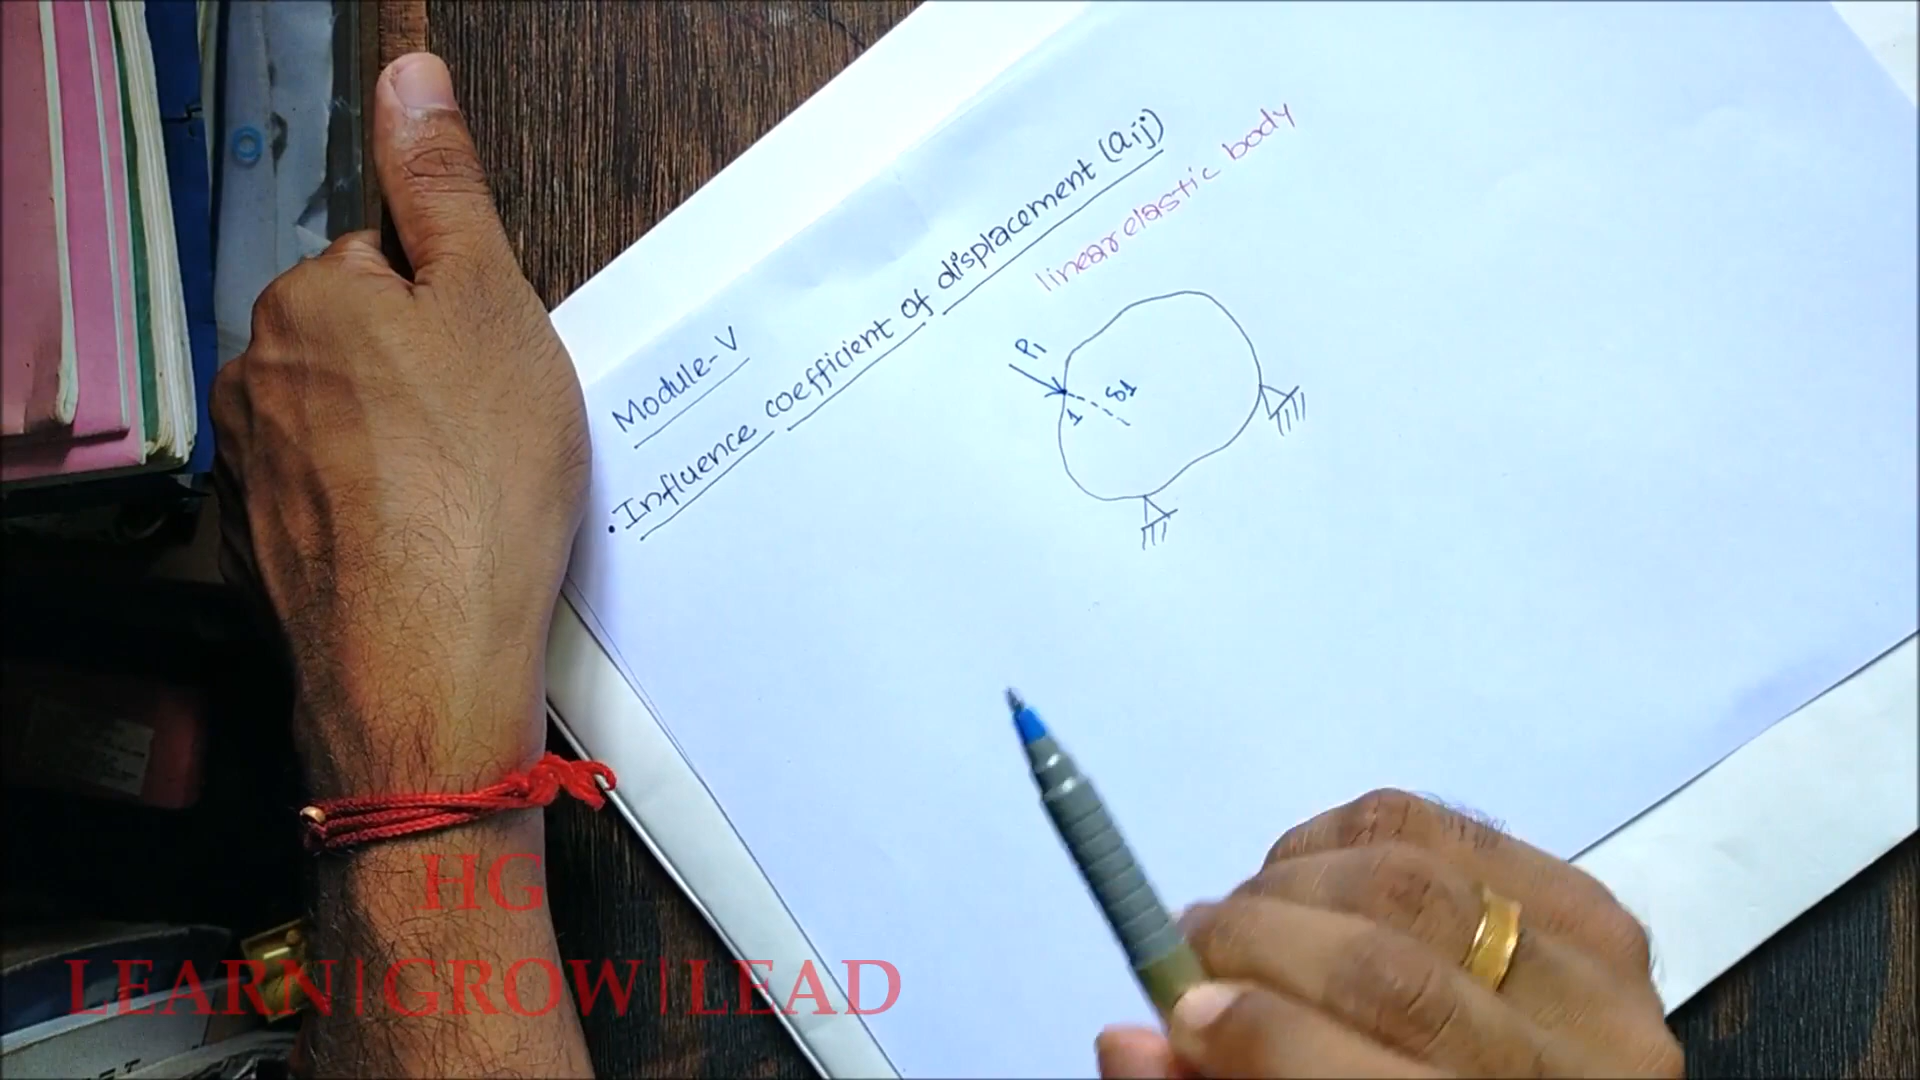 Module-V
• Influence coefficient of displacement (aij)
linear elastic body
P1
1
δ1
HG
LEARN|GROW|LEAD